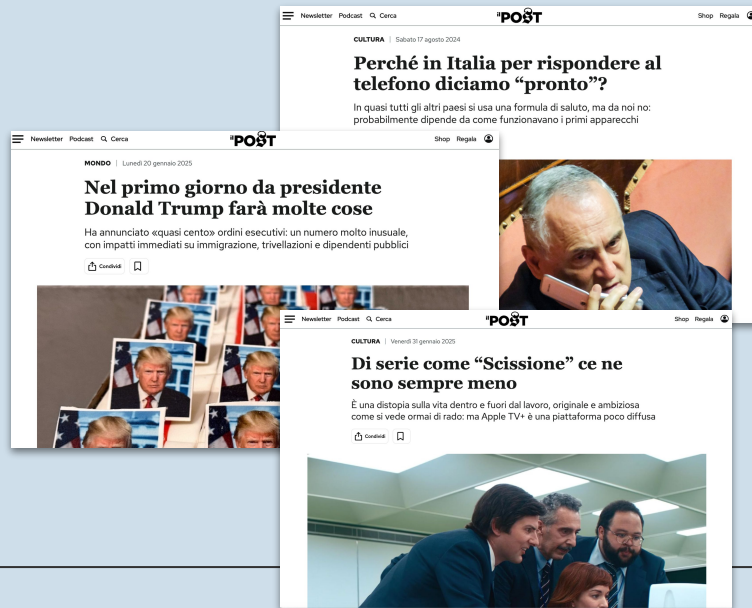 Newsletter Podcast Cerca
il POST
Shop Regala
CULTURA | Sabato 17 agosto 2024
Perché in Italia per rispondere al
telefono diciamo “pronto”?
In quasi tutti gli altri paesi si usa una formula di saluto, ma da noi no:
probabilmente dipende da come funzionavano i primi apparecchi
Newsletter Podcast Cerca
il POST
Shop Regala
MONDO | Lunedì 20 gennaio 2025
Nel primo giorno da presidente
Donald Trump farà molte cose
Ha annunciato «quasi cento» ordini esecutivi: un numero molto inusuale,
con impatti immediati su immigrazione, trivellazioni e dipendenti pubblici
Condividi
Newsletter Podcast Cerca
il POST
Shop Regala
CULTURA | Venerdì 31 gennaio 2025
Di serie come “Scissione” ce ne
sono sempre meno
È una distopia sulla vita dentro e fuori dal lavoro, originale e ambiziosa
come si vede ormai di rado: ma Apple TV+ è una piattaforma poco diffusa
Condividi